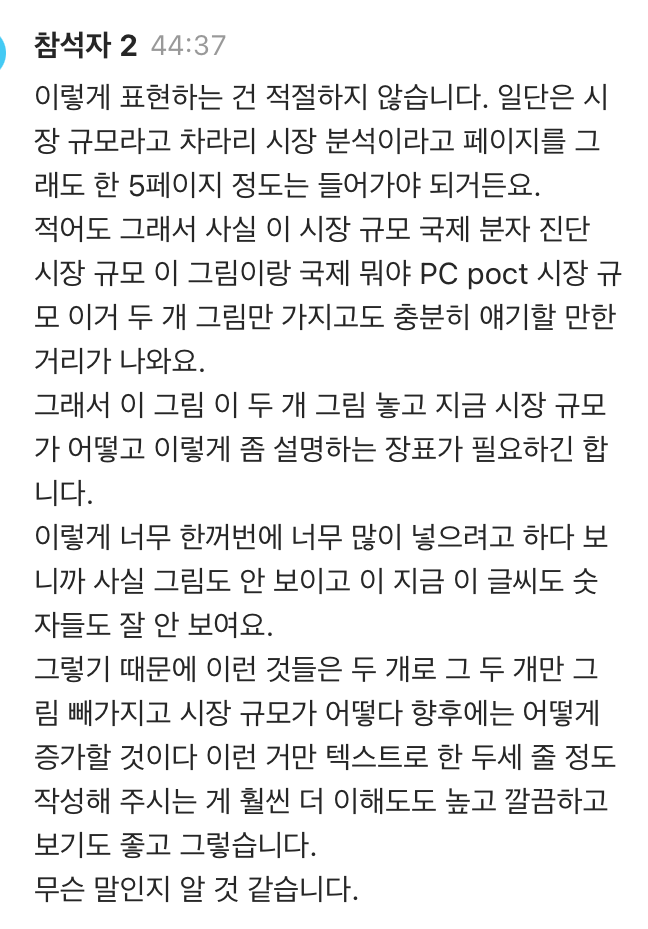 참석자 2 44:37
이렇게 표현하는 건 적절하지 않습니다. 일단은 시
장 규모라고 차라리 시장 분석이라고 페이지를 그
래도 한 5페이지 정도는 들어가야 되거든요.
적어도 그래서 사실 이 시장 규모 국제 분자 진단
시장 규모 이 그림이랑 국제 뭐야 PC poct 시장 규
모 이거 두 개 그림만 가지고도 충분히 얘기할 만한
거리가 나와요.
그래서 이 그림 이 두 개 그림 놓고 지금 시장 규모
가 어떻고 이렇게 좀 설명하는 장표가 필요하긴 합
니다.
이렇게 너무 한꺼번에 너무 많이 넣으려고 하다 보
니까 사실 그림도 안 보이고 이 지금 이 글씨도 숫
자들도 잘 안 보여요.
그렇기 때문에 이런 것들은 두 개로 그 두 개만 그
림 빼가지고 시장 규모가 어떻다 향후에는 어떻게
증가할 것이다 이런 거만 텍스트로 한 두세 줄 정도
작성해 주시는 게 훨씬 더 이해도도 높고 깔끔하고
보기도 좋고 그렇습니다.
무슨 말인지 알 것 같습니다.